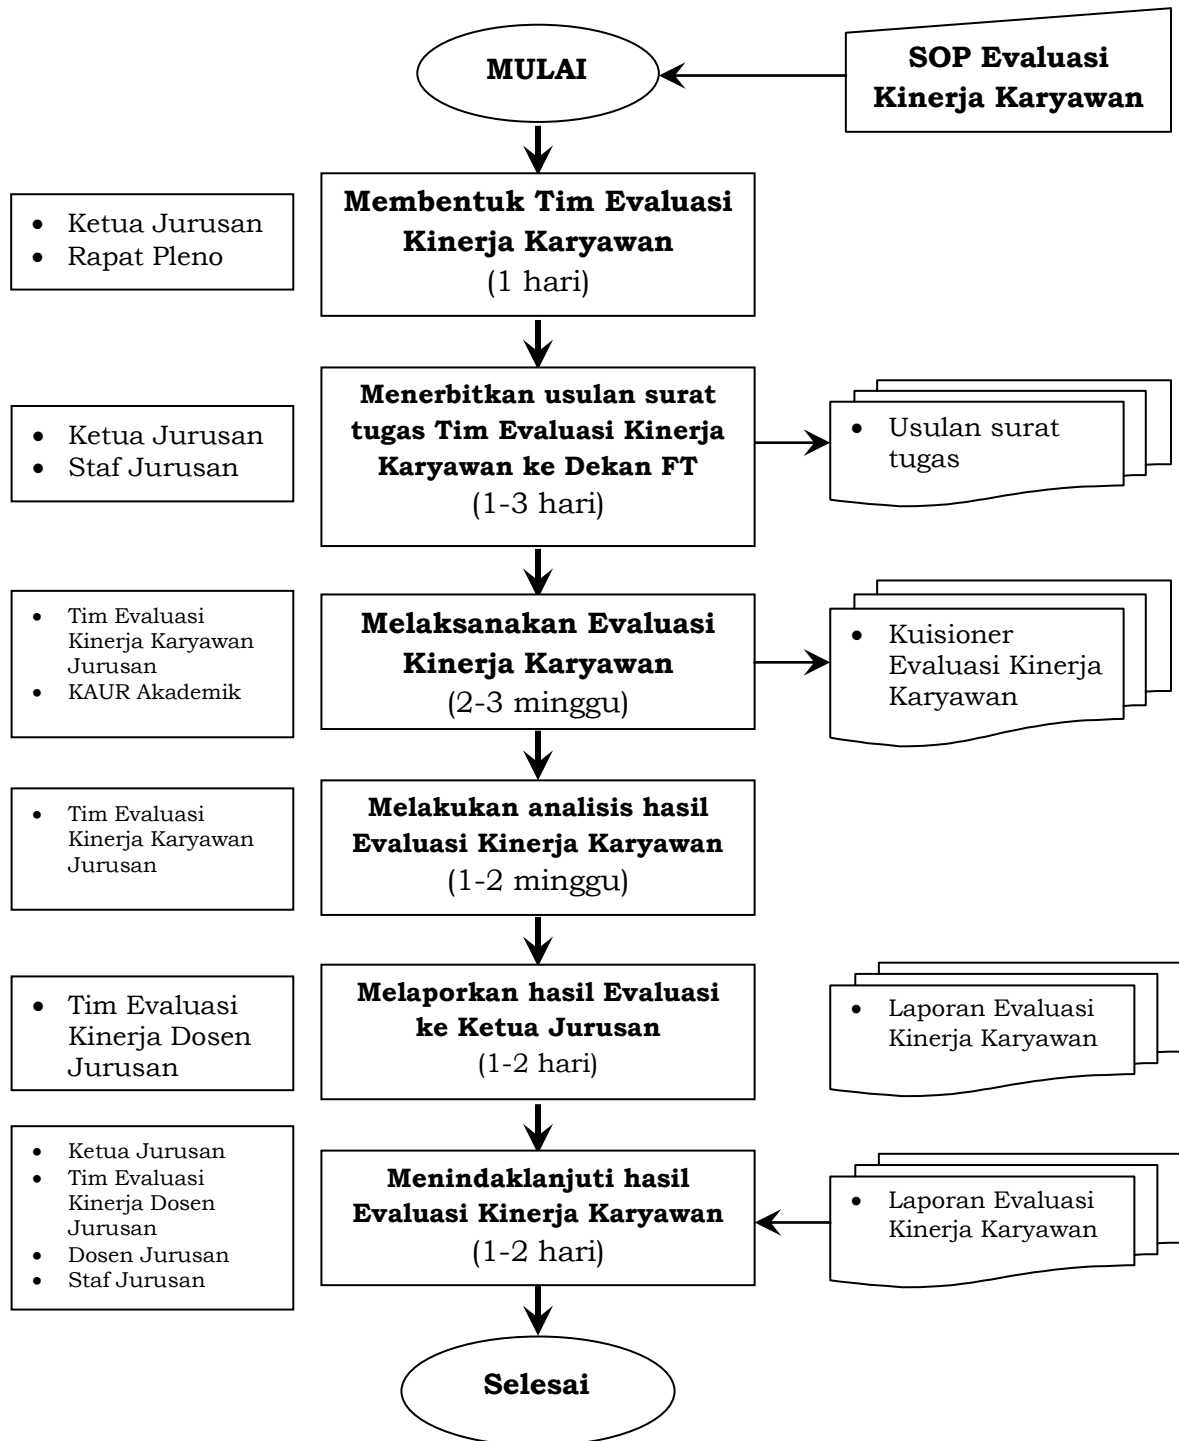 MULAI
SOP Evaluasi
Kinerja Karyawan
• Ketua Jurusan
• Rapat Pleno
Membentuk Tim Evaluasi
Kinerja Karyawan
(1 hari)
• Ketua Jurusan
• Staf Jurusan
Menerbitkan usulan surat
tugas Tim Evaluasi Kinerja
Karyawan ke Dekan FT
(1-3 hari)
• Usulan surat
tugas
• Tim Evaluasi
Kinerja Karyawan
Jurusan
• KAUR Akademik
Melaksanakan Evaluasi
Kinerja Karyawan
(2-3 minggu)
• Kuisioner
Evaluasi Kinerja
Karyawan
• Tim Evaluasi
Kinerja Karyawan
Jurusan
Melakukan analisis hasil
Evaluasi Kinerja Karyawan
(1-2 minggu)
• Tim Evaluasi
Kinerja Dosen
Jurusan
Melaporkan hasil Evaluasi
ke Ketua Jurusan
(1-2 hari)
• Laporan Evaluasi
Kinerja Karyawan
• Ketua Jurusan
• Tim Evaluasi
Kinerja Dosen
Jurusan
• Dosen Jurusan
• Staf Jurusan
Menindaklanjuti hasil
Evaluasi Kinerja Karyawan
(1-2 hari)
• Laporan Evaluasi
Kinerja Karyawan
Selesai